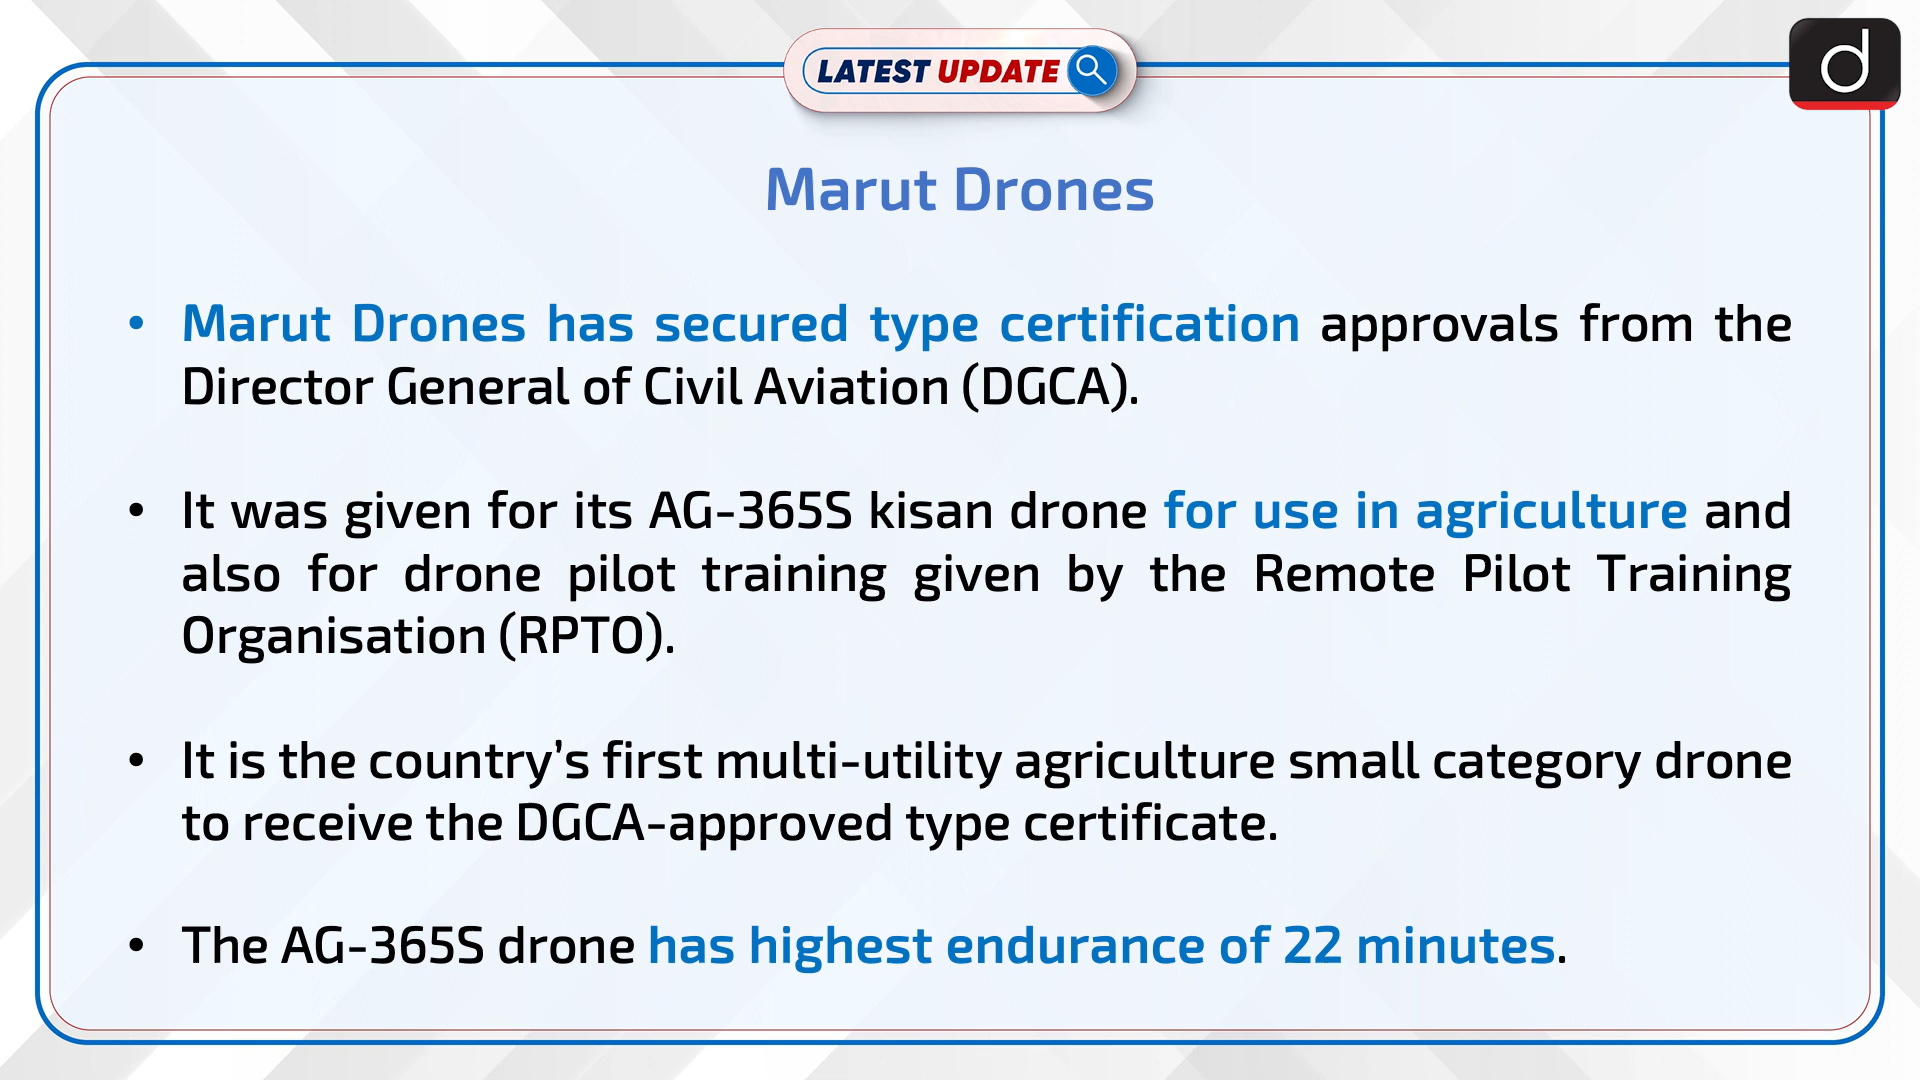 LATEST UPDATE
d
Marut Drones
• Marut Drones has secured type certification approvals from the
Director General of Civil Aviation (DGCA).
• It was given for its AG-365S kisan drone for use in agriculture and
also for drone pilot training given by the Remote Pilot Training
Organisation (RPTO).
• It is the country’s first multi-utility agriculture small category drone
to receive the DGCA-approved type certificate.
• The AG-365S drone has highest endurance of 22 minutes.